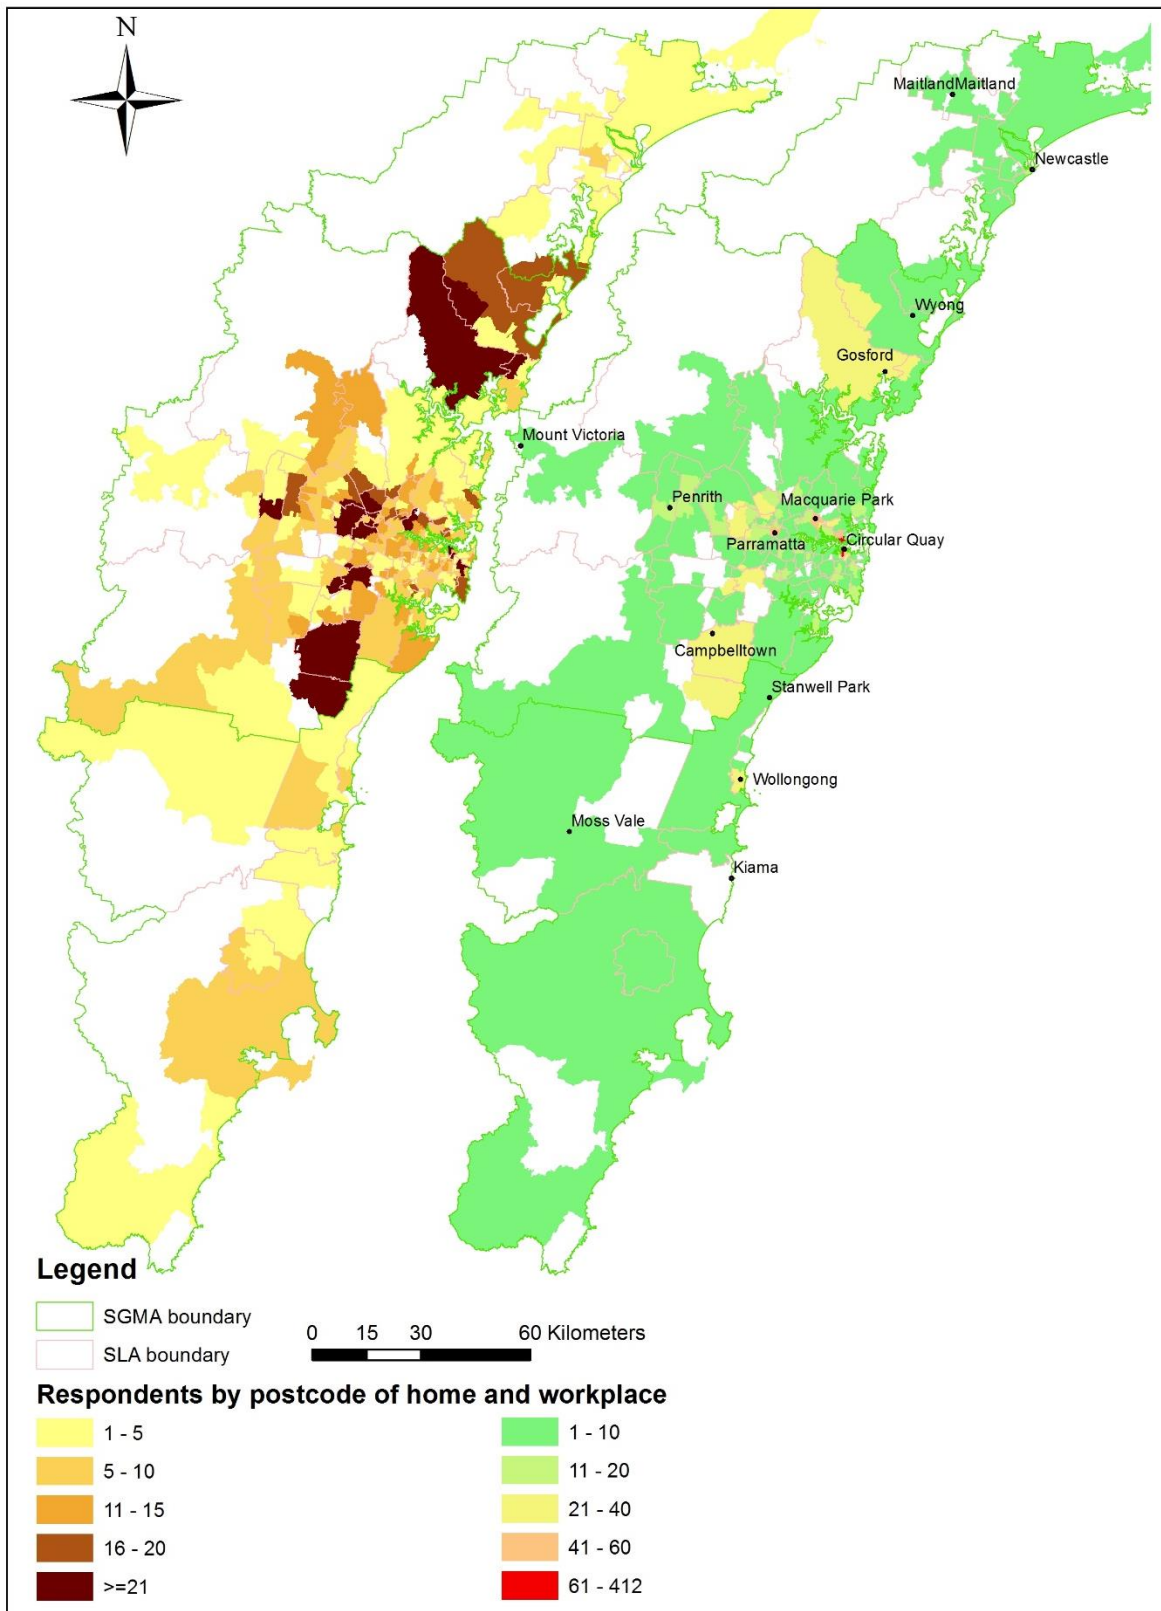 N
MaitlandMaitland
Newcastle
Wyong
Gosford
Mount Victoria
Penrith
Macquarie Park
Parramatta
Circular Quay
Campbelltown
Stanwell Park
Wollongong
Moss Vale
Kiama
Legend
SGMA boundary
SLA boundary
0 15 30 60 Kilometers
Respondents by postcode of home and workplace
1 - 5 1 - 10
5 - 10 11 - 20
11 - 15 21 - 40
16 - 20 41 - 60
>=21 61 - 412